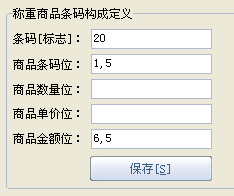 称重商品条码构成定义
条码[标志]： 20
商品条码位： 1,5
商品数量位：
商品单价位：
商品金额位： 6,5
保存[S]